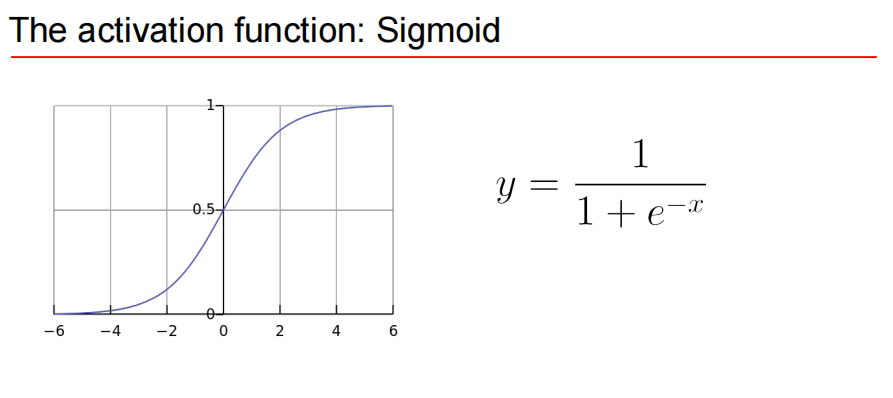 The activation function: Sigmoid
1
0.5
0
−6 −4 −2 0 2 4 6
y = 1 / (1 + e^{−x})